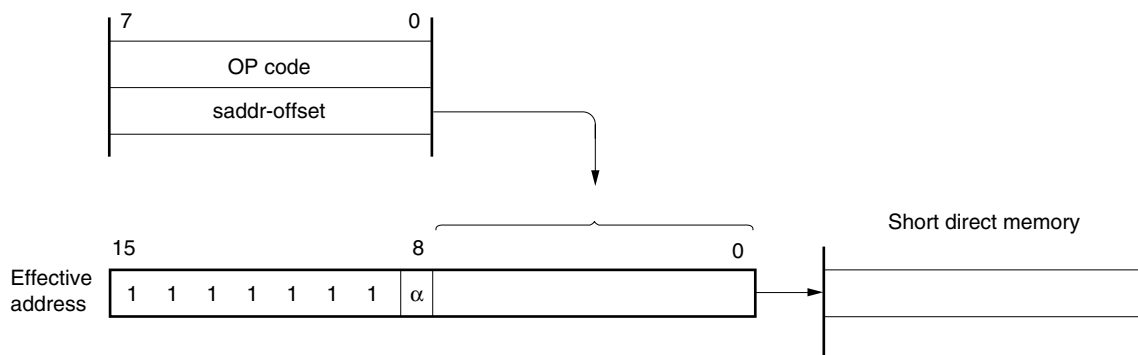 7 0
OP code
saddr-offset
Short direct memory
15 8 0
Effective
address
1 1 1 1 1 1 1 α